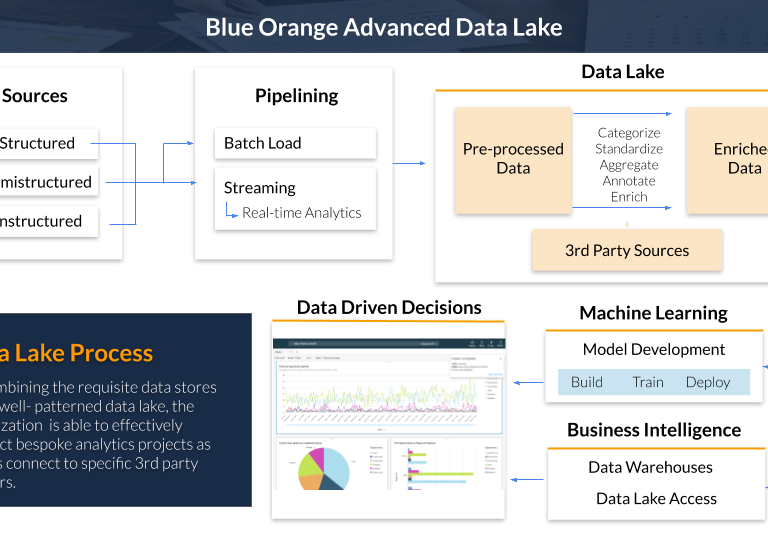 Blue Orange Advanced Data Lake
Sources
Structured
mistructured
nstructured
Pipelining
Batch Load
Streaming
Real-time Analytics
Data Lake
Pre-processed
Data
Categorize
Standardize
Aggregate
Annotate
Enrich
Enriche
Data
3rd Party Sources
a Lake Process
mbining the requisite data stores
well- patterned data lake, the
zation is able to effectively
ct bespoke analytics projects as
s connect to specific 3rd party
rs.
Data Driven Decisions
Machine Learning
Model Development
Build Train Deploy
Business Intelligence
Data Warehouses
Data Lake Access